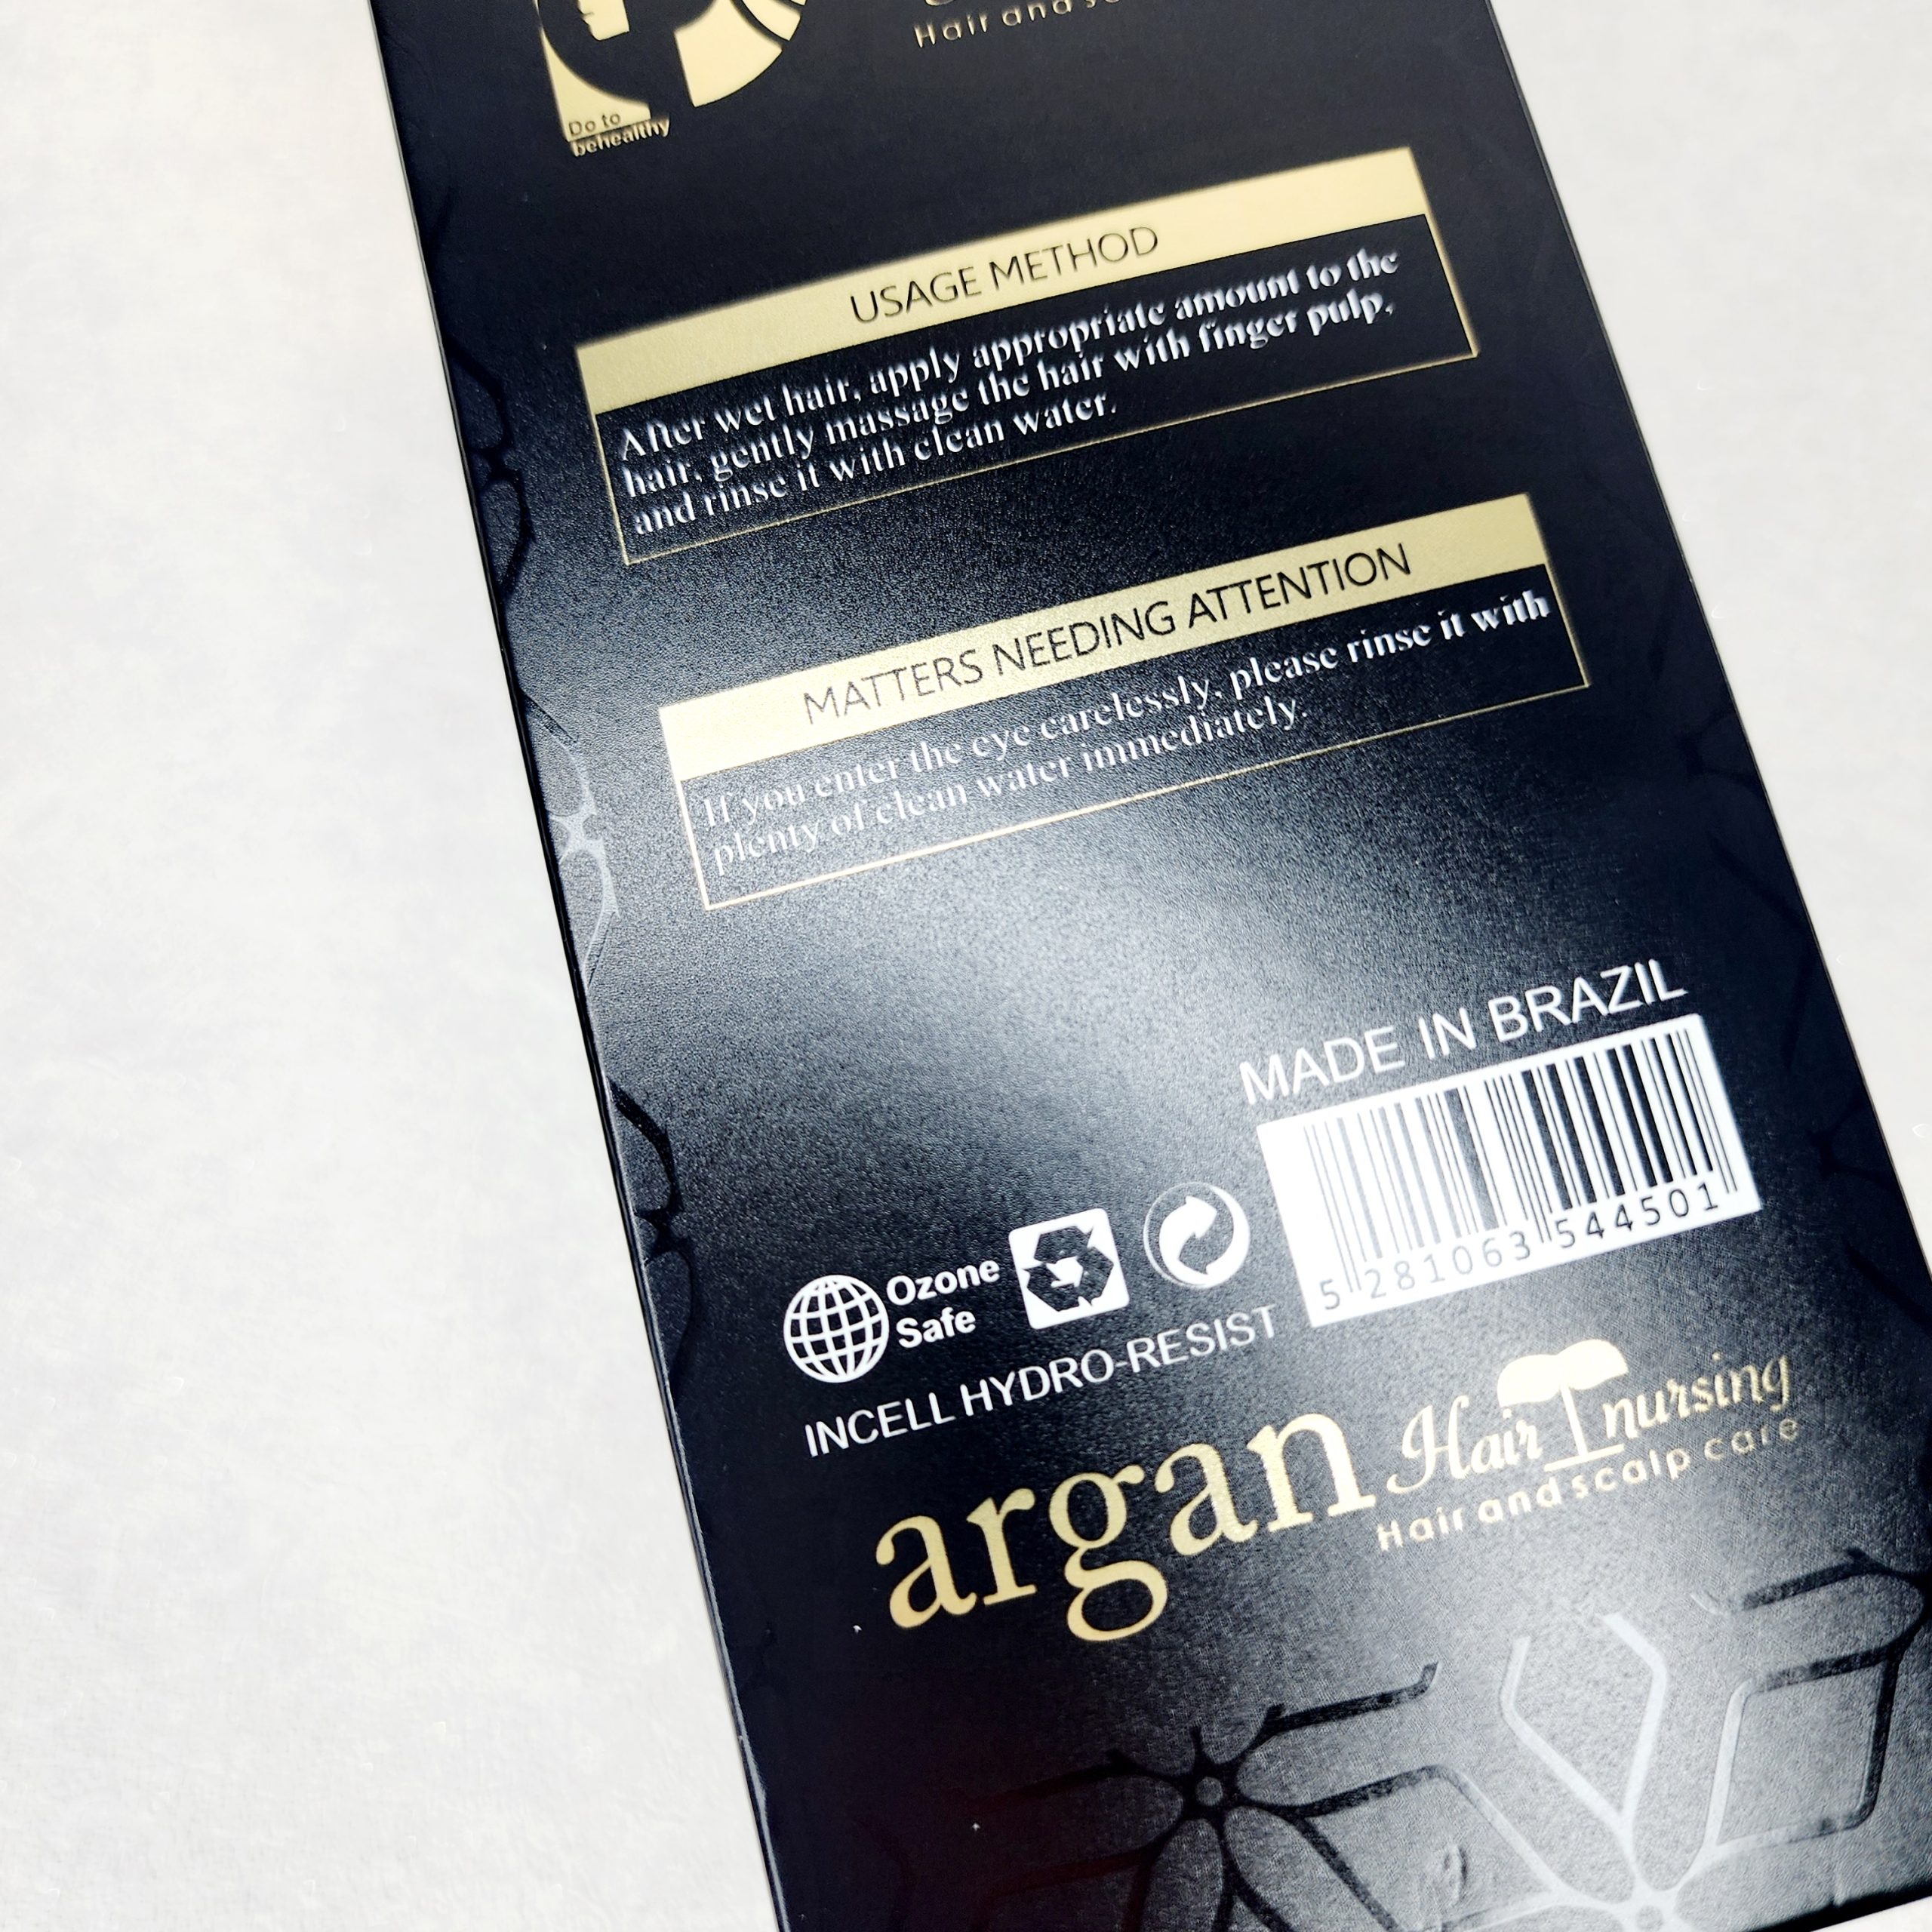 Hair and
Do to
behealthy
USAGE METHOD
After wet hair, apply appropriate amount to the
hair, gently massage the hair with finger pulp,
and rinse it with clean water.
MATTERS NEEDING ATTENTION
If you enter the eye carelessly, please rinse it with
plenty of clean water immediately.
MADE IN BRAZIL
5 281063 544501
Ozone
Safe
INCELL HYDRO-RESIST
argan Hair nursing
Hair and scalp care